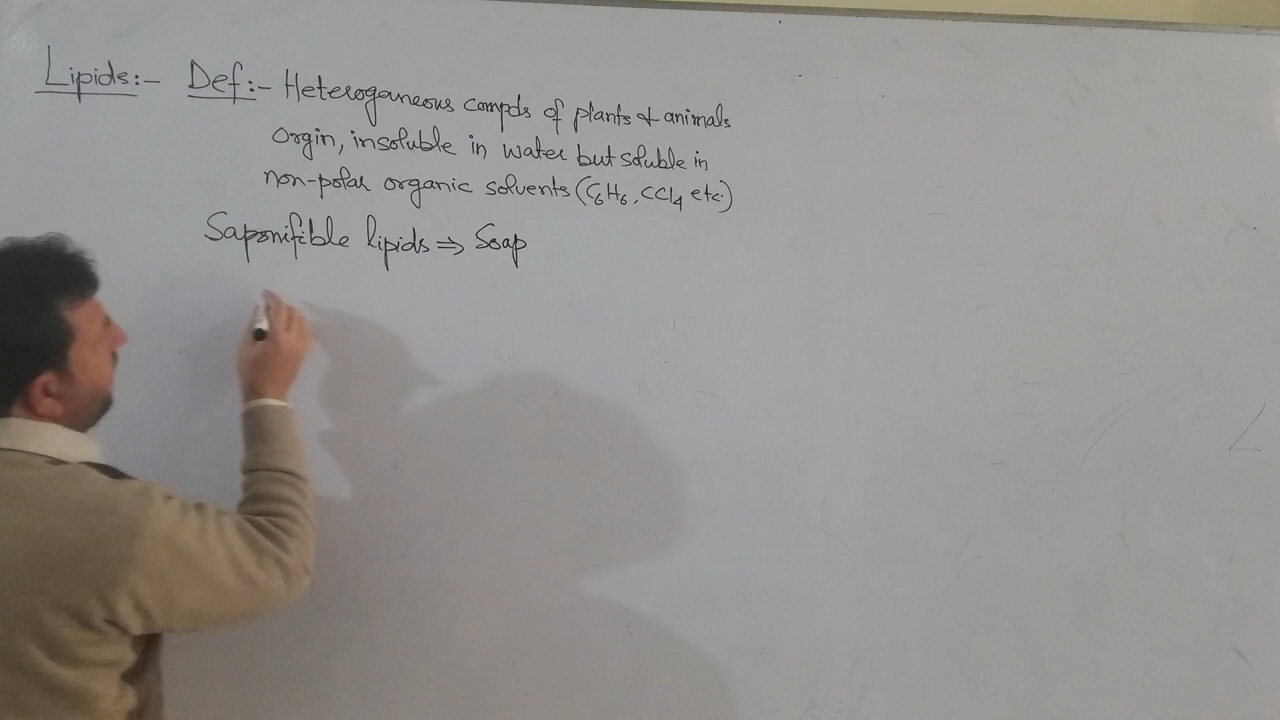 Lipids:- Def:- Heterogeneous compds of plants & animals
Orgin, insoluble in water but soluble in
non-polar organic solvents (C6H6, CCl4 etc.)
Saponifible lipids ⇒ Soap